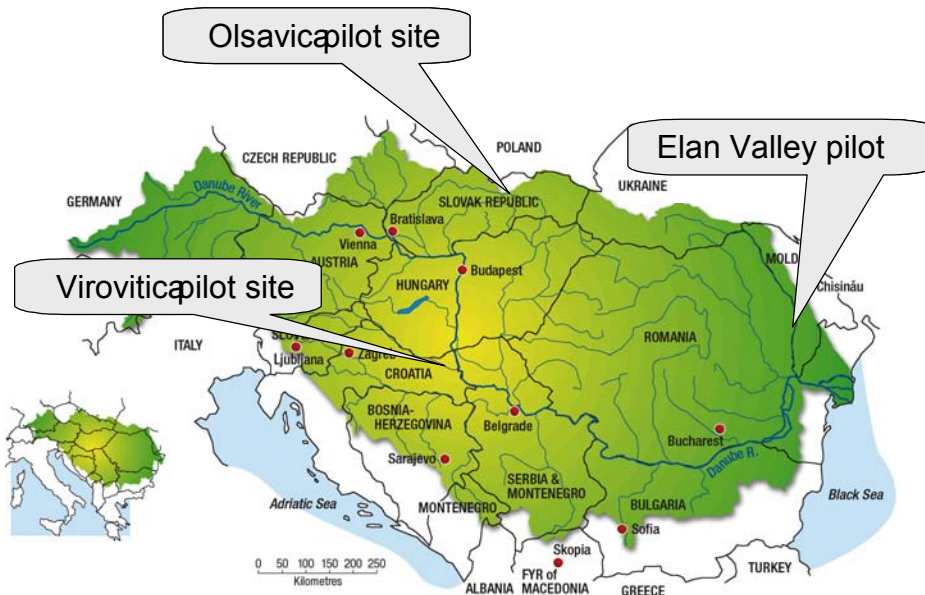 Olsavica pilot site
POLAND
CZECH REPUBLIC
Elan Valley pilot
UKRAINE
GERMANY
Danube River
SLOVAK REPUBLIC
Bratislava
Vienna
MOLD
AUSTRIA
Budapest
Chisinău
HUNGARY
Virovitica pilot site
ROMANIA
ITALY
SLOV
Ljubljana
Zagreb
CROATIA
BOSNIA-
HERZEGOVINA
Belgrade
Bucharest
Danube R.
Sarajevo
SERBIA &
MONTENEGRO
Black Sea
Adriatic Sea
MONTENEGRO
BULGARIA
Sofia
Skopia
0 50 100 150 200 250
Kilometres
ALBANIA
FYR of
MACEDONIA
GREECE
TURKEY